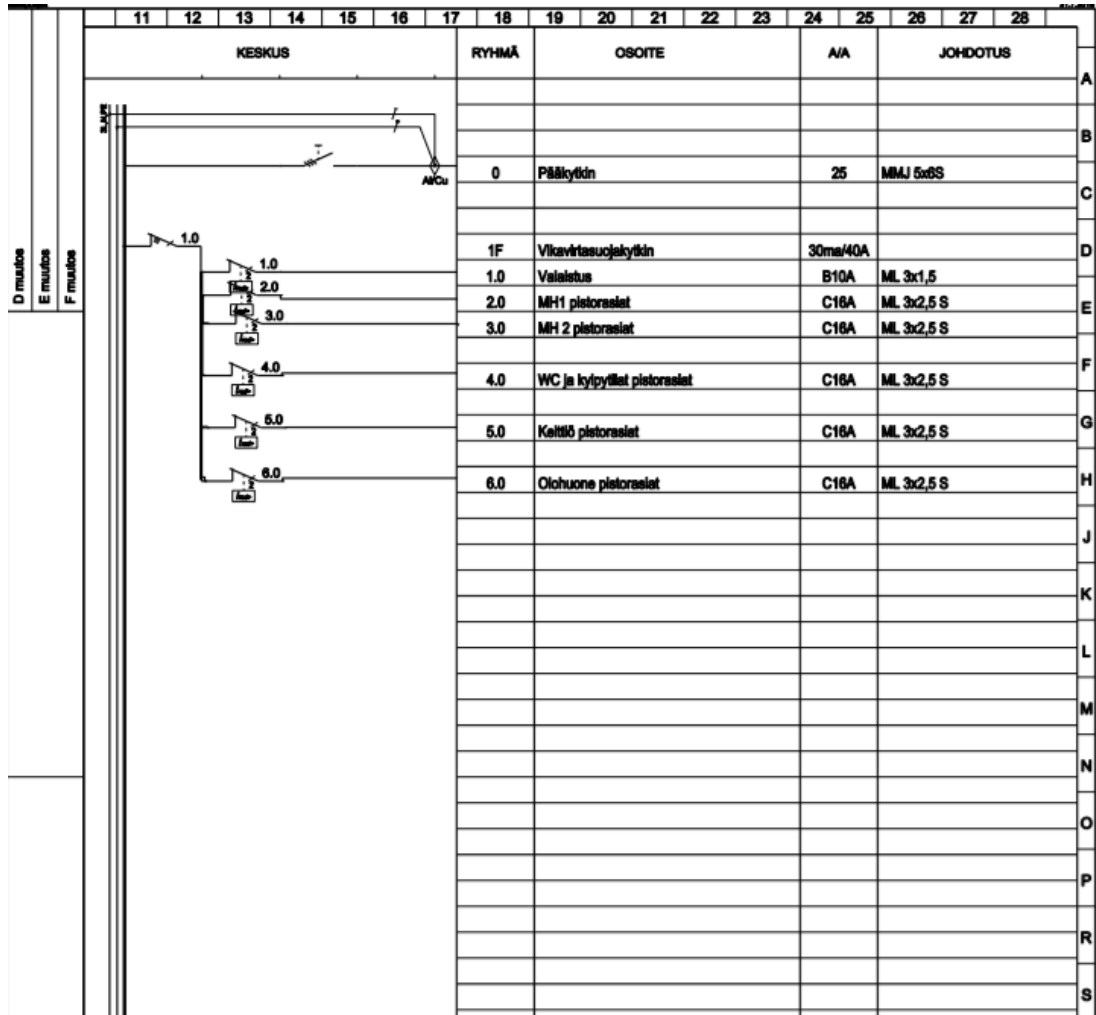 11 12 13 14 15 16 17 18 19 20 21 22 23 24 25 26 27 28
KESKUS RYHMÄ OSOITE A/A JOHDOTUS
A
B
Al/Cu
0 Pääkytkin 25 MMJ 5x6S
C
1.0
1F Vikavirtasuojakytkin 30ma/40A
D
D muutos
E muutos
F muutos
1.0 1.0 Valaistus B10A ML 3x1,5
2.0 2.0 MH1 pistorasiat C16A ML 3x2,5 S
E
3.0 3.0 MH 2 pistorasiat C16A ML 3x2,5 S
F
4.0 4.0 WC ja kylpytilat pistorasiat C16A ML 3x2,5 S
G
5.0 5.0 Keittiö pistorasiat C16A ML 3x2,5 S
H
6.0 6.0 Olohuone pistorasiat C16A ML 3x2,5 S
J
K
L
M
N
O
P
R
S